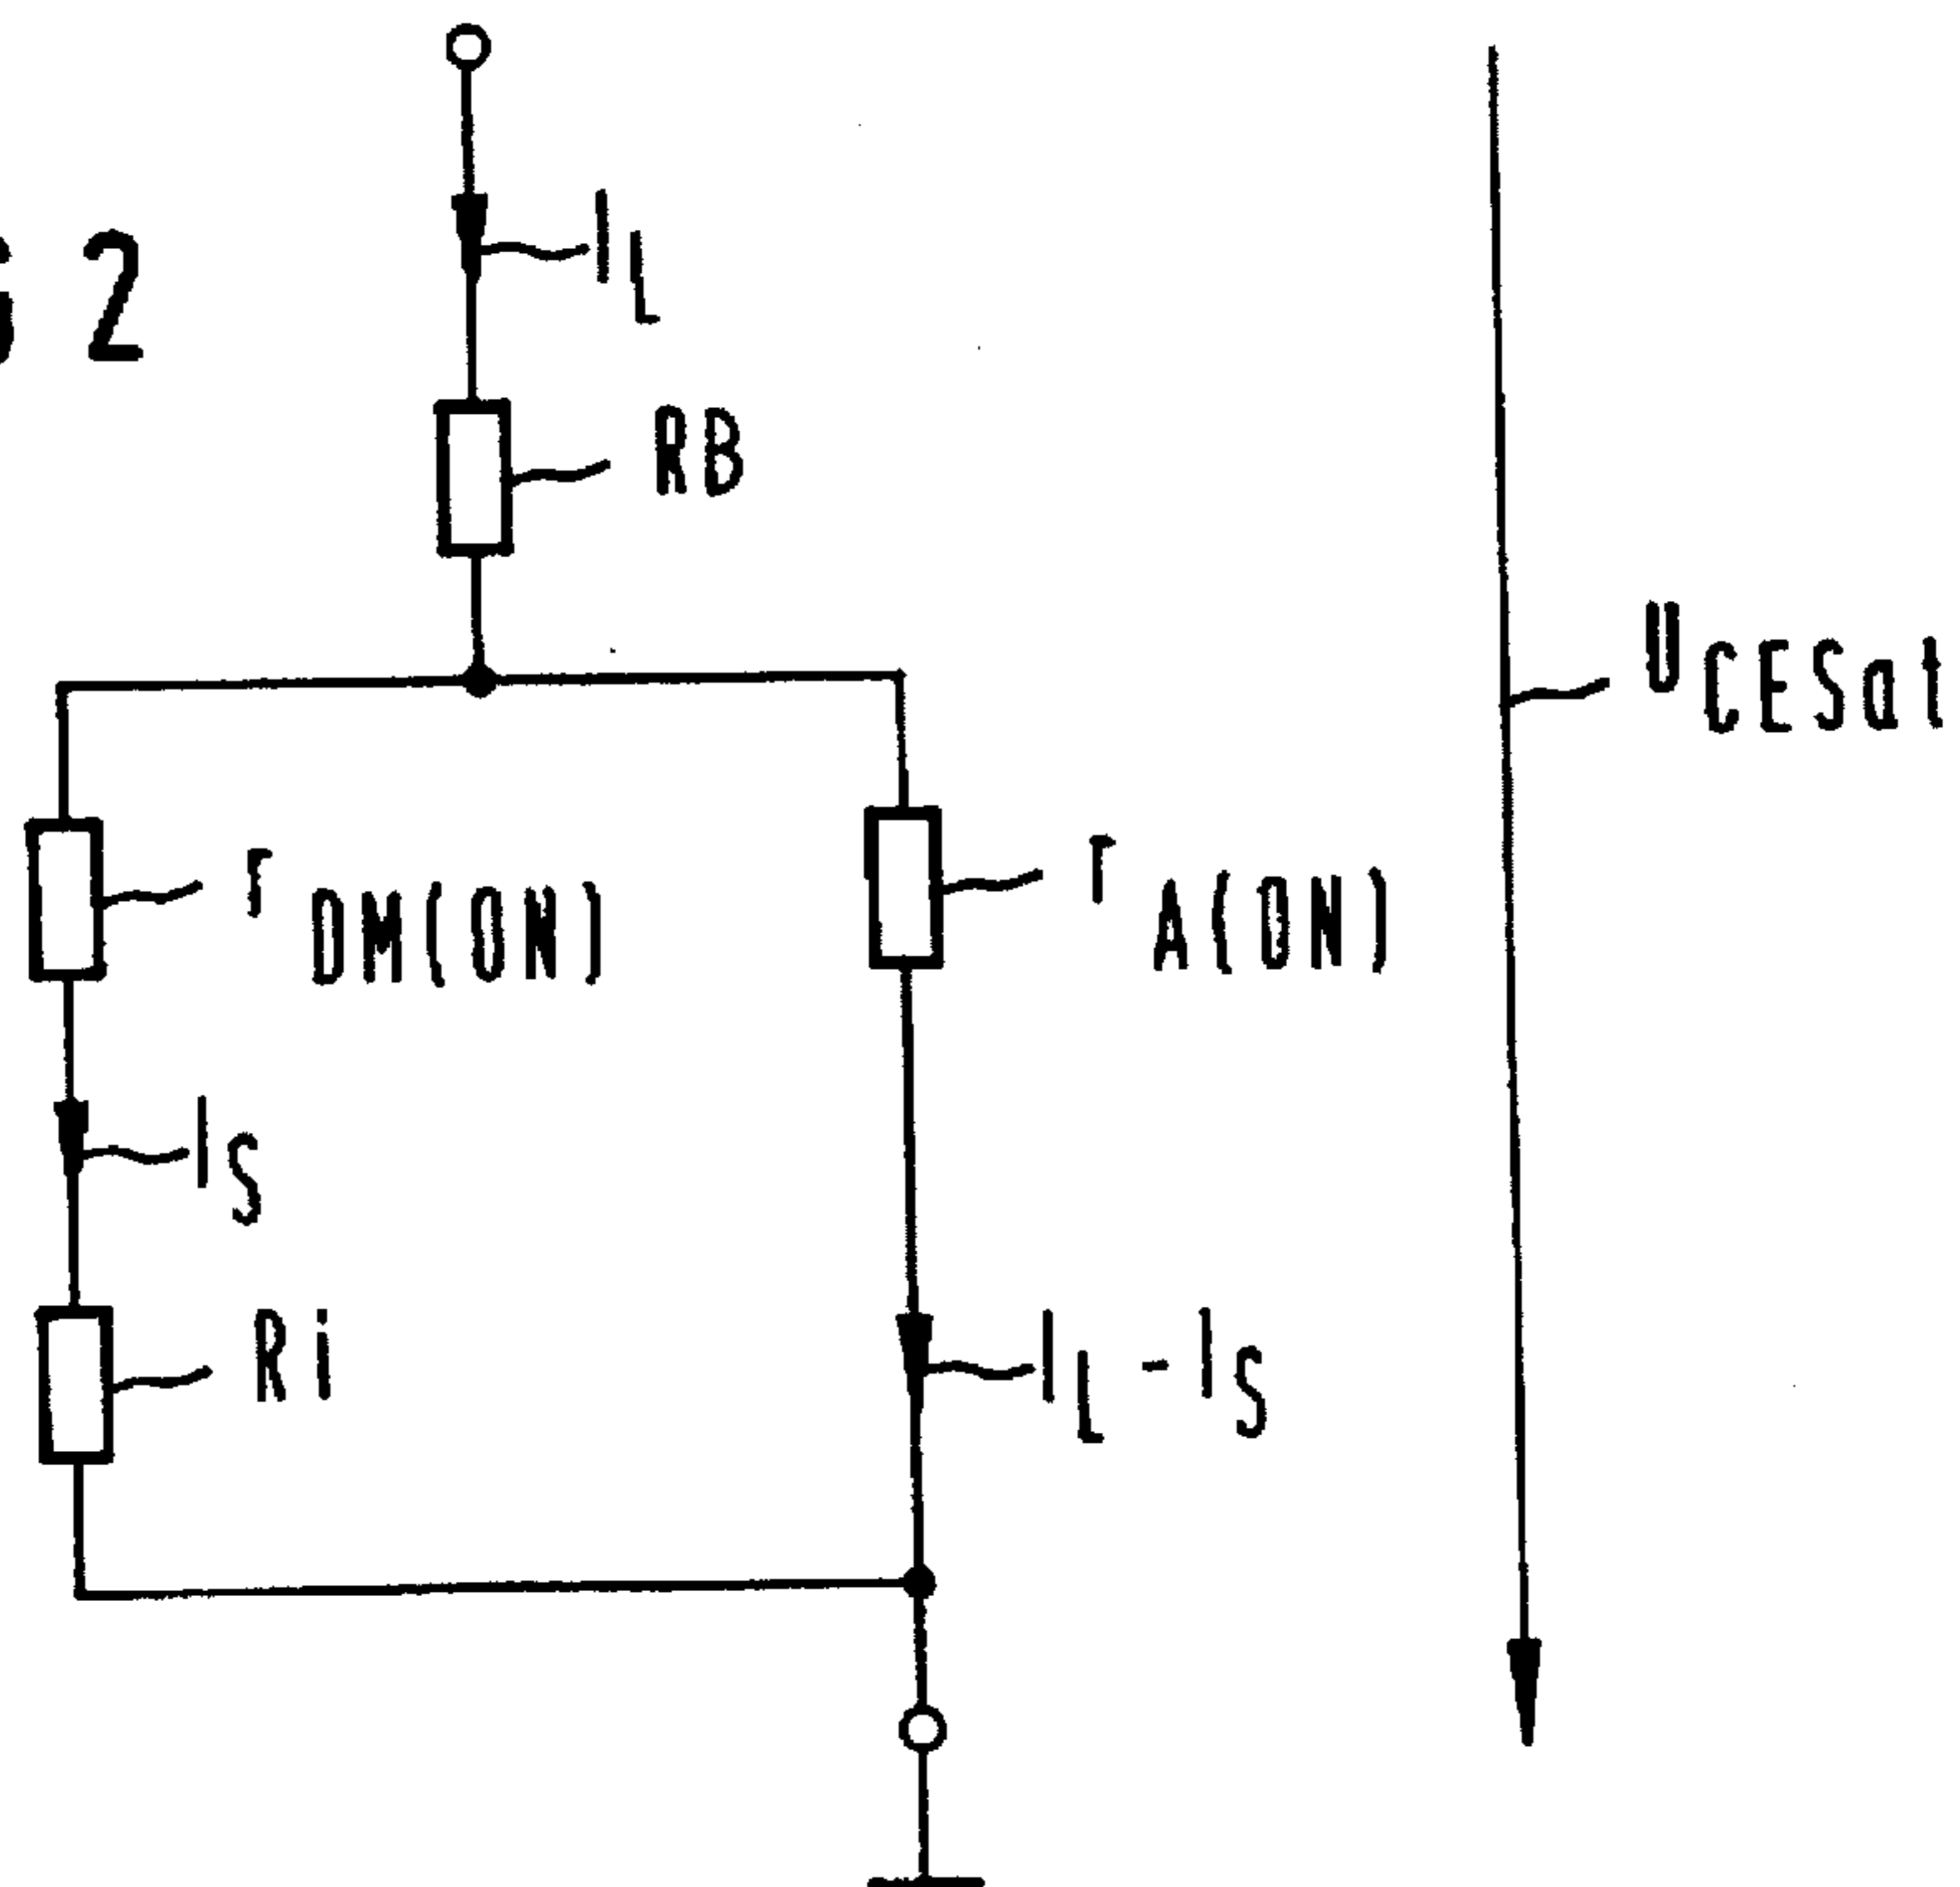 2
I_L
RB
U_CESat
r_DM(ON)
r_A(ON)
I_S
Ri
I_L - I_S